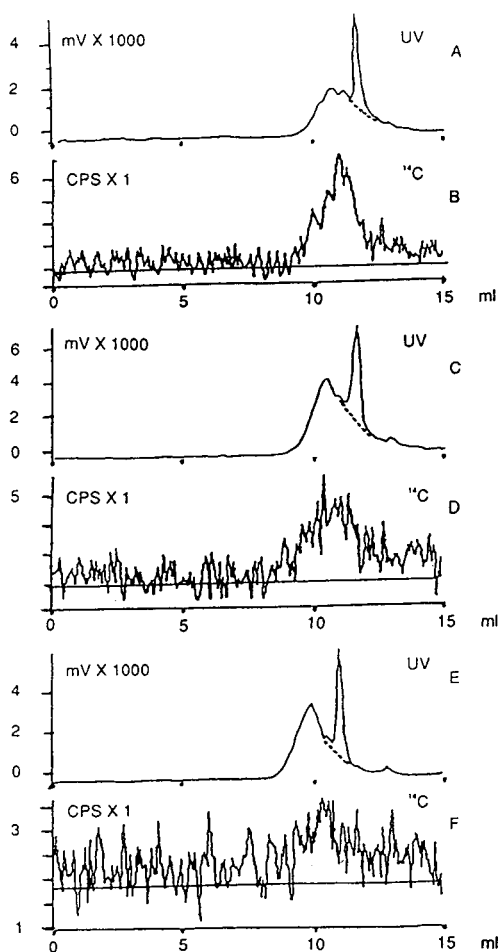 4 mV X 1000 UV A
2
0
6 CPS X 1 ¹⁴C B
0 5 10 15 ml
6 mV X 1000 UV C
4
2
0
5 CPS X 1 ¹⁴C D
0 5 10 15 ml
4 mV X 1000 UV E
2
0
3 CPS X 1 ¹⁴C F
1
0 5 10 15 ml